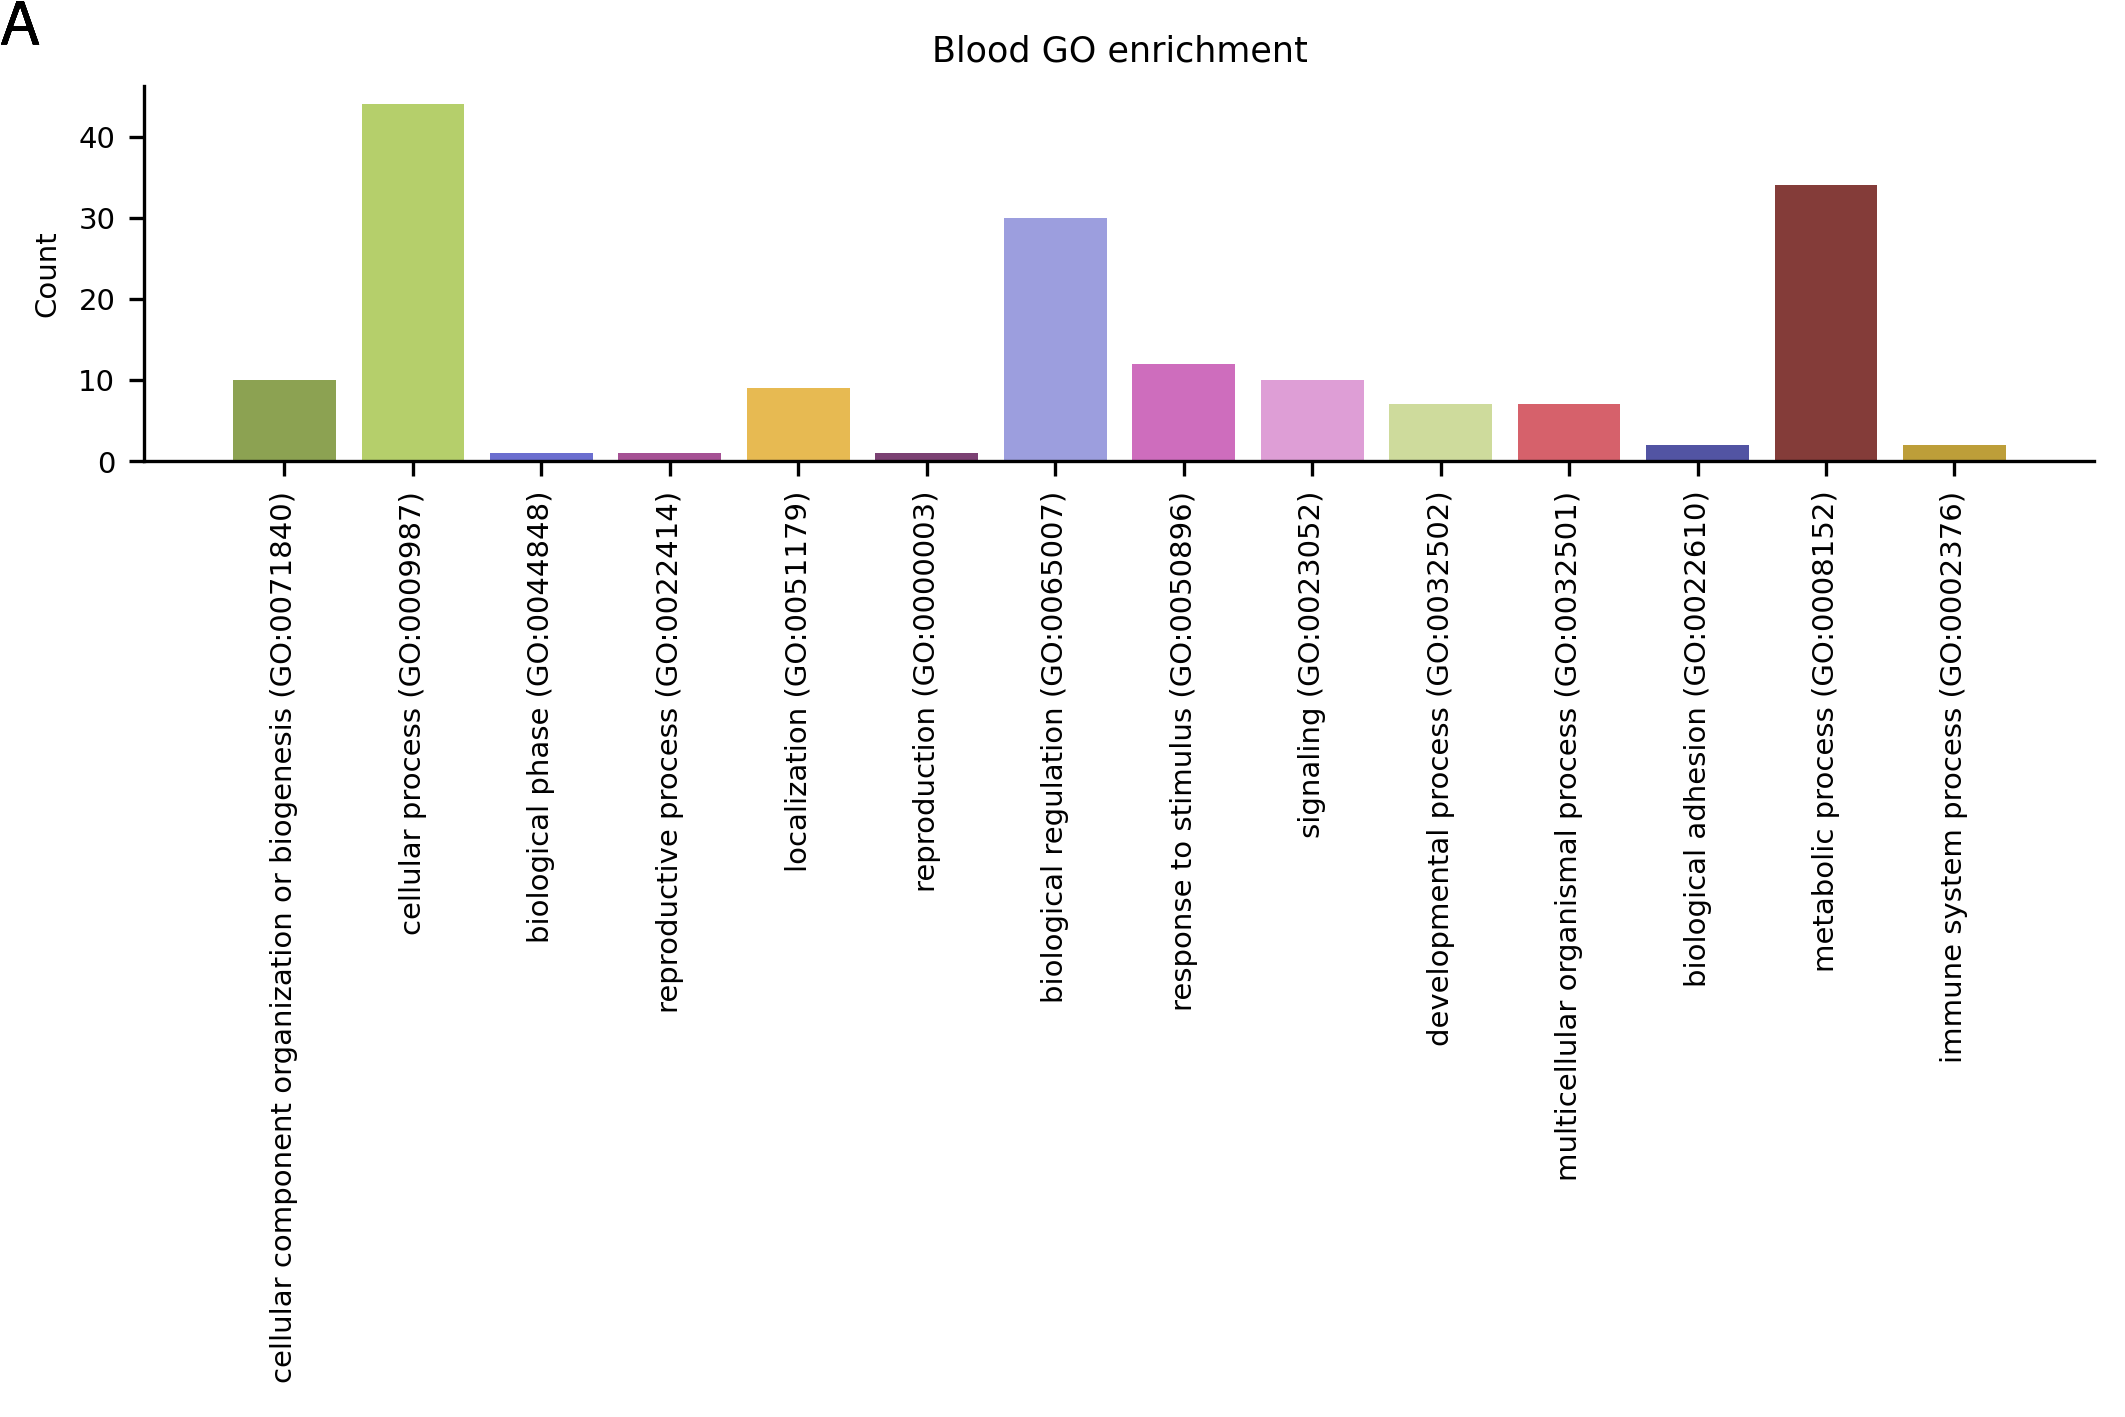 A
Blood GO enrichment
Count
40
30
20
10
0
cellular component organization or biogenesis (GO:0071840)
cellular process (GO:0009987)
biological phase (GO:0044848)
reproductive process (GO:0022414)
localization (GO:0051179)
reproduction (GO:0000003)
biological regulation (GO:0065007)
response to stimulus (GO:0050896)
signaling (GO:0023052)
developmental process (GO:0032502)
multicellular organismal process (GO:0032501)
biological adhesion (GO:0022610)
metabolic process (GO:0008152)
immune system process (GO:0002376)